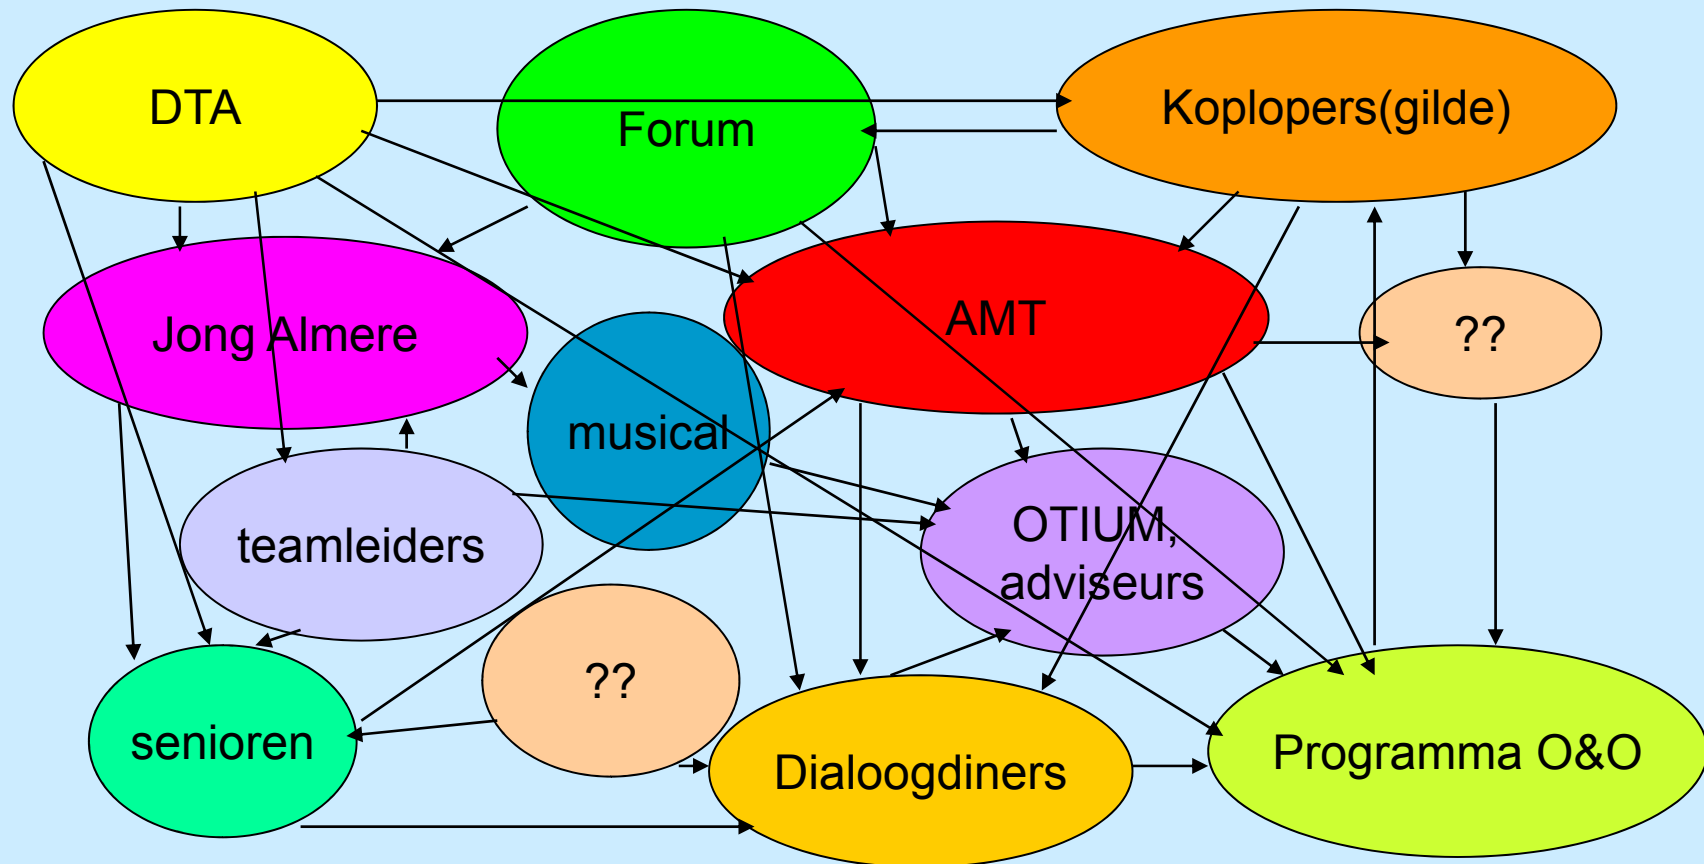 DTA
Forum
Koplopers(gilde)
Jong Almere
AMT
??
musical
teamleiders
OTIUM,
adviseurs
??
senioren
Dialoogdiners
Programma O&O